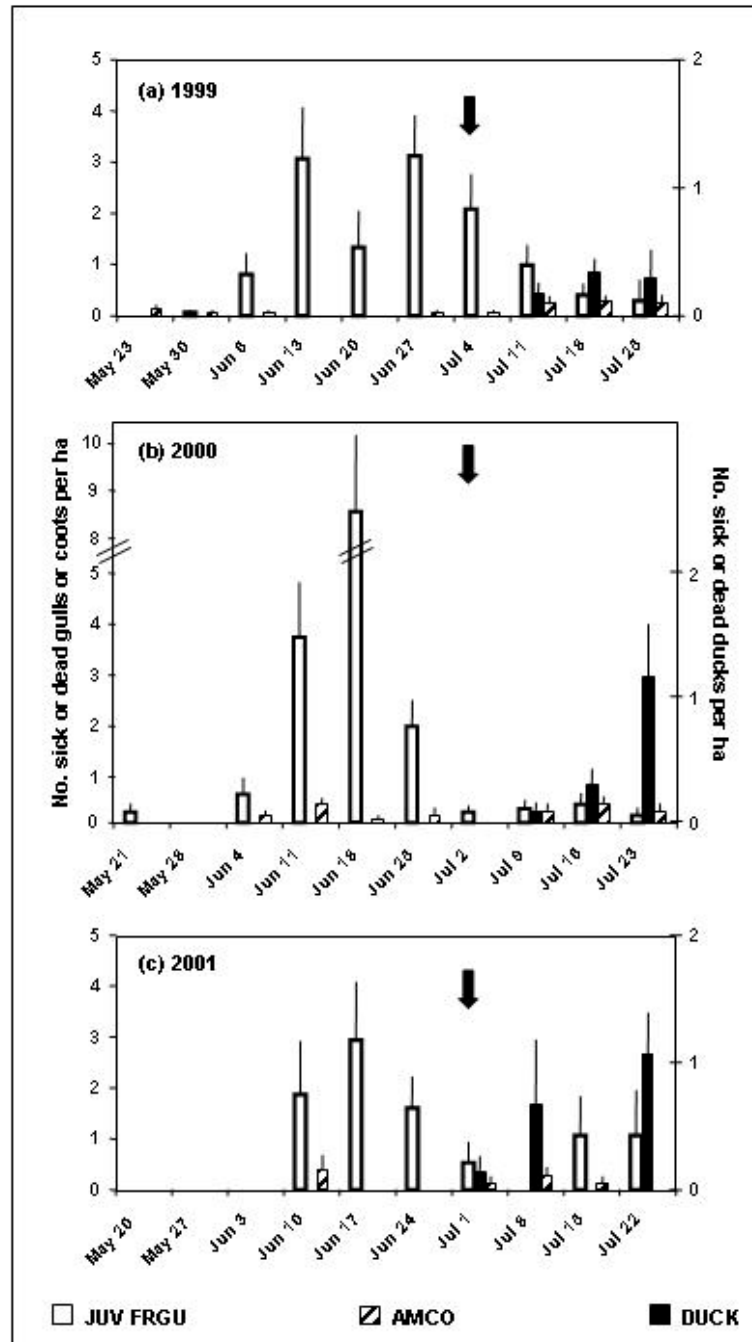 (a) 1999
5
4
3
2
1
0
2
1
0
May 23
May 30
Jun 6
Jun 13
Jun 20
Jun 27
Jul 4
Jul 11
Jul 18
Jul 25
No. sick or dead gulls or coots per ha
(b) 2000
10
9
8
5
4
3
2
1
0
2
1
0
No. sick or dead ducks per ha
May 21
May 28
Jun 4
Jun 11
Jun 18
Jun 25
Jul 2
Jul 9
Jul 16
Jul 23
(c) 2001
5
4
3
2
1
0
2
1
0
May 20
May 27
Jun 3
Jun 10
Jun 17
Jun 24
Jul 1
Jul 8
Jul 15
Jul 22
JUV FRGU
AMCO
DUCK